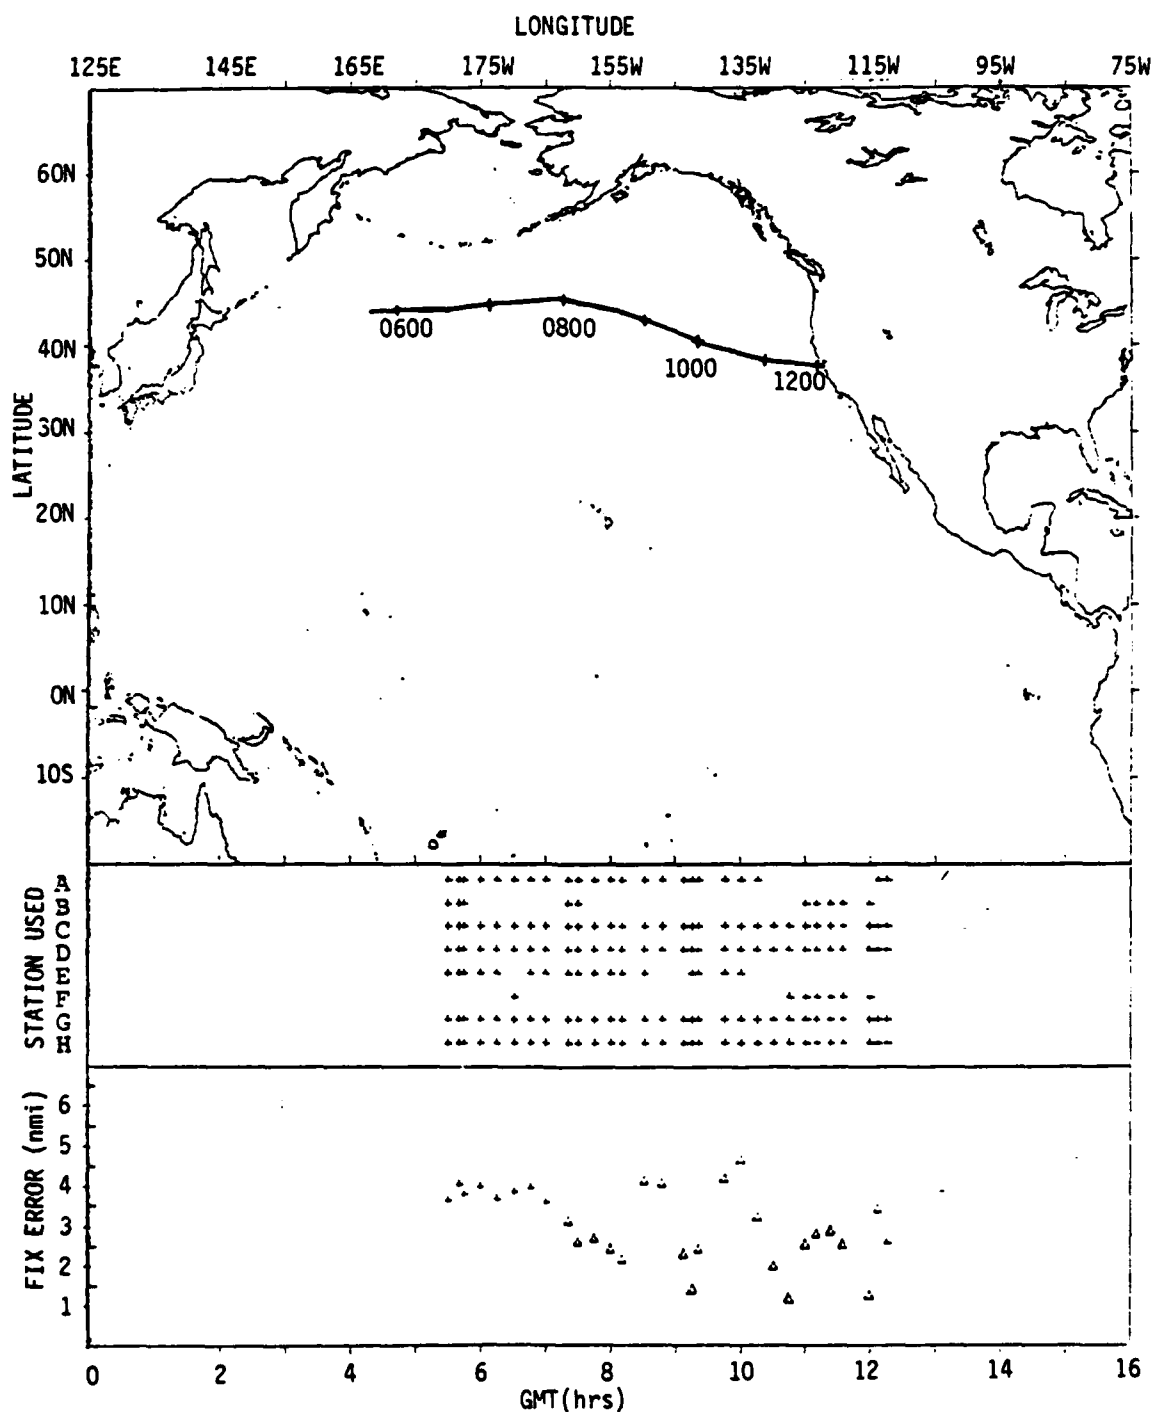 LONGITUDE
125E 145E 165E 175W 155W 135W 115W 95W 75W
LATITUDE
60N
50N
40N
30N
20N
10N
0N
10S
0600 0800 1000 1200
STATION USED
A
B
C
D
E
F
G
H
FIX ERROR (nmi)
6
5
4
3
2
1
0 2 4 6 8 10 12 14 16
GMT(hrs)